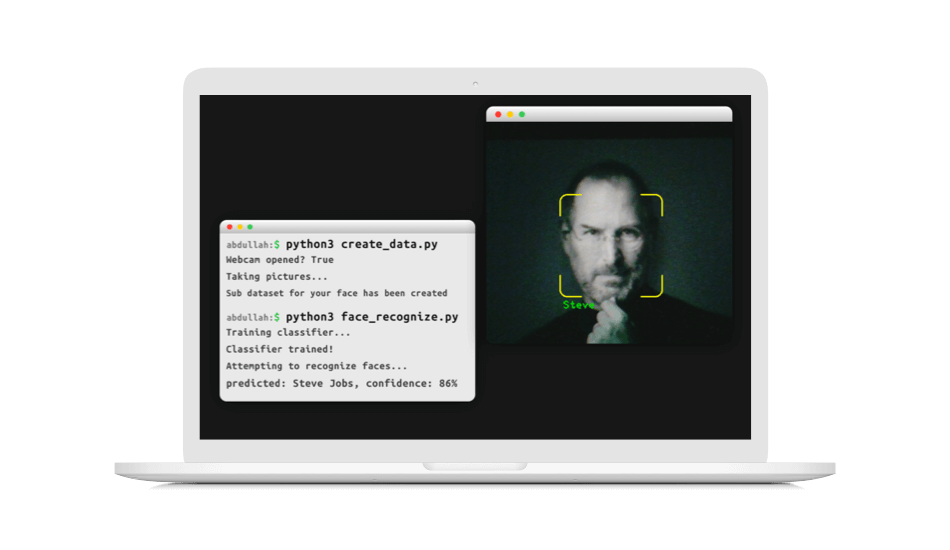 abdullah:$ python3 create_data.py
Webcam opened? True
Taking pictures...
Sub dataset for your face has been created
abdullah:$ python3 face_recognize.py
Training classifier...
Classifier trained!
Attempting to recognize faces...
predicted: Steve Jobs, confidence: 86%
Steve